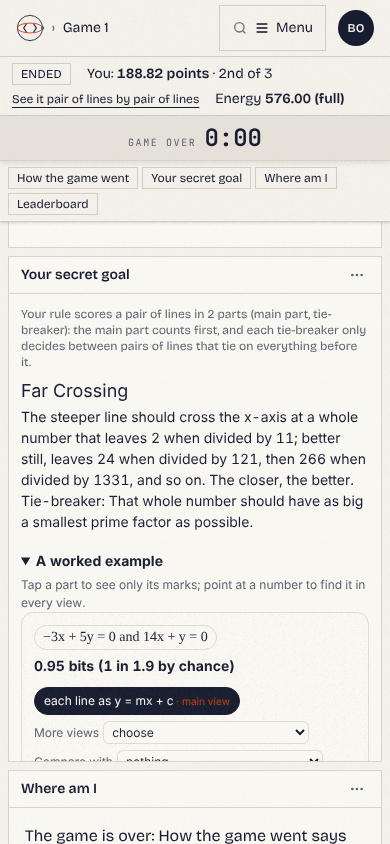 › Game 1
Menu
BO
ENDED You: 188.82 points · 2nd of 3
See it pair of lines by pair of lines Energy 576.00 (full)
GAME OVER 0:00
How the game went Your secret goal Where am I
Leaderboard
Your secret goal ...
Your rule scores a pair of lines in 2 parts (main part, tie-
breaker): the main part counts first, and each tie-breaker only
decides between pairs of lines that tie on everything before
it.
Far Crossing
The steeper line should cross the x-axis at a whole
number that leaves 2 when divided by 11; better
still, leaves 24 when divided by 121, then 266 when
divided by 1331, and so on. The closer, the better.
Tie-breaker: That whole number should have as big
a smallest prime factor as possible.
▼ A worked example
Tap a part to see only its marks; point at a number to find it in
every view.
−3x + 5y = 0 and 14x + y = 0
0.95 bits (1 in 1.9 by chance)
each line as y = mx + c · main view
More views choose
Compare with nothing
Where am I ...
The game is over: How the game went says